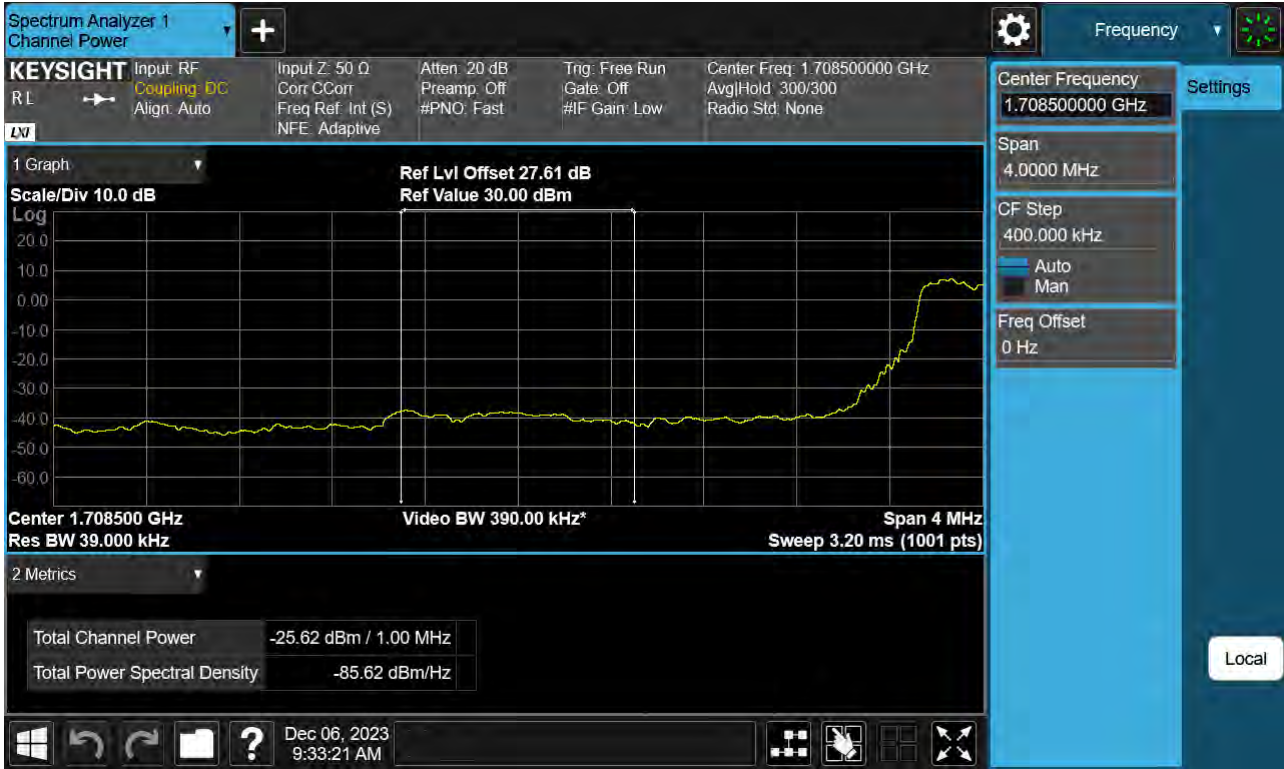 Spectrum Analyzer 1
Channel Power
+
Frequency
KEYSIGHT
RL
LXI
Input: RF
Coupling: DC
Align: Auto
Input Z: 50 Ω
Corr CCorr
Freq Ref: Int (S)
NFE: Adaptive
Atten: 20 dB
Preamp: Off
#PNO: Fast
Trig: Free Run
Gate: Off
#IF Gain: Low
Center Freq: 1.708500000 GHz
Avg|Hold: 300/300
Radio Std: None
Center Frequency
1.708500000 GHz
Settings
Span
4.0000 MHz
CF Step
400.000 kHz
Auto
Man
Freq Offset
0 Hz
1 Graph
Ref Lvl Offset 27.61 dB
Scale/Div 10.0 dB
Ref Value 30.00 dBm
Log
20.0
10.0
0.00
-10.0
-20.0
-30.0
-40.0
-50.0
-60.0
Center 1.708500 GHz
Video BW 390.00 kHz*
Span 4 MHz
Res BW 39.000 kHz
Sweep 3.20 ms (1001 pts)
2 Metrics
Total Channel Power -25.62 dBm / 1.00 MHz
Total Power Spectral Density -85.62 dBm/Hz
Local
?
Dec 06, 2023
9:33:21 AM